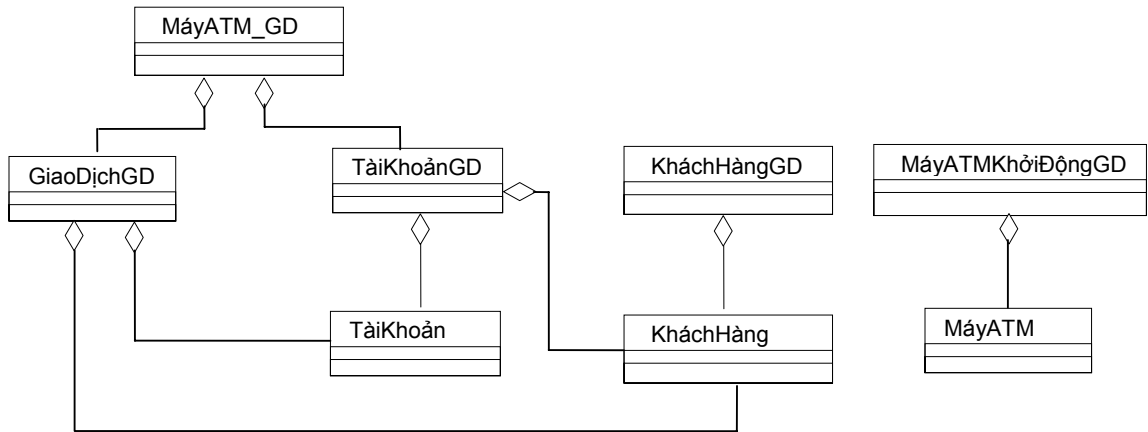 MáyATM_GD
GiaoDịchGD
TàiKhoảnGD
KháchHàngGD
MáyATMKhởiĐộngGD
TàiKhoản
KháchHàng
MáyATM